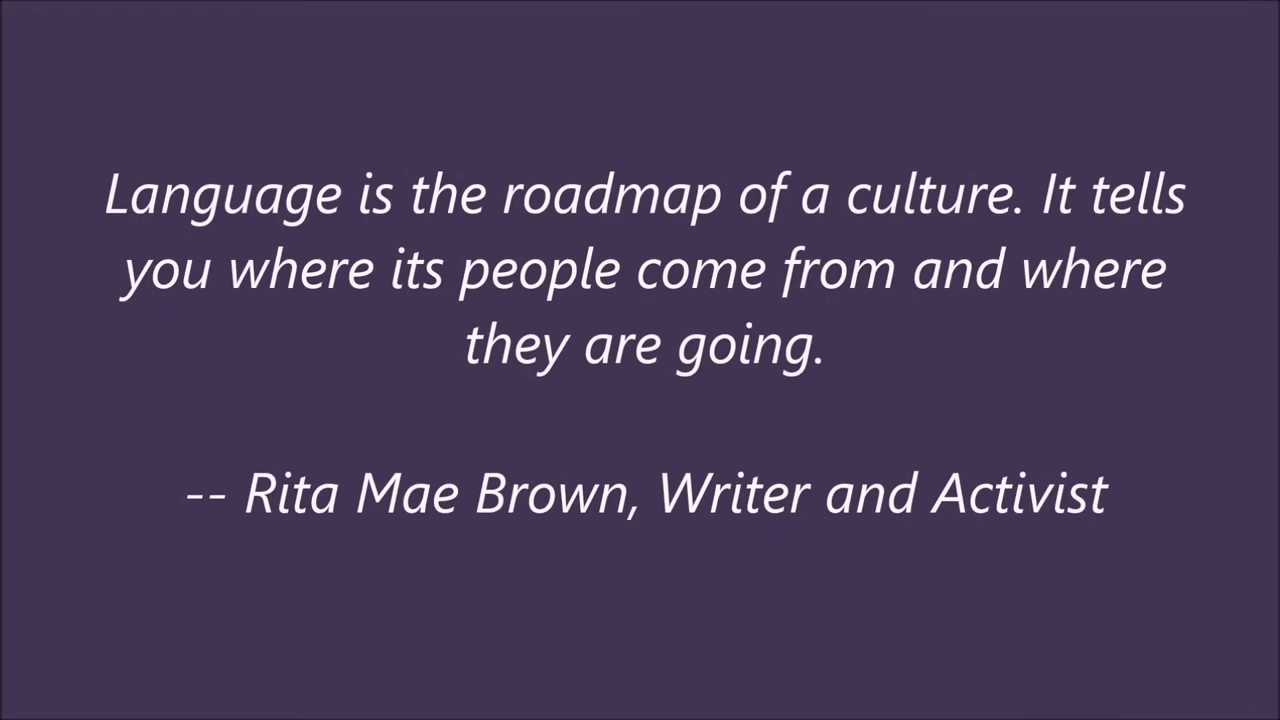 Language is the roadmap of a culture. It tells
you where its people come from and where
they are going.
-- Rita Mae Brown, Writer and Activist